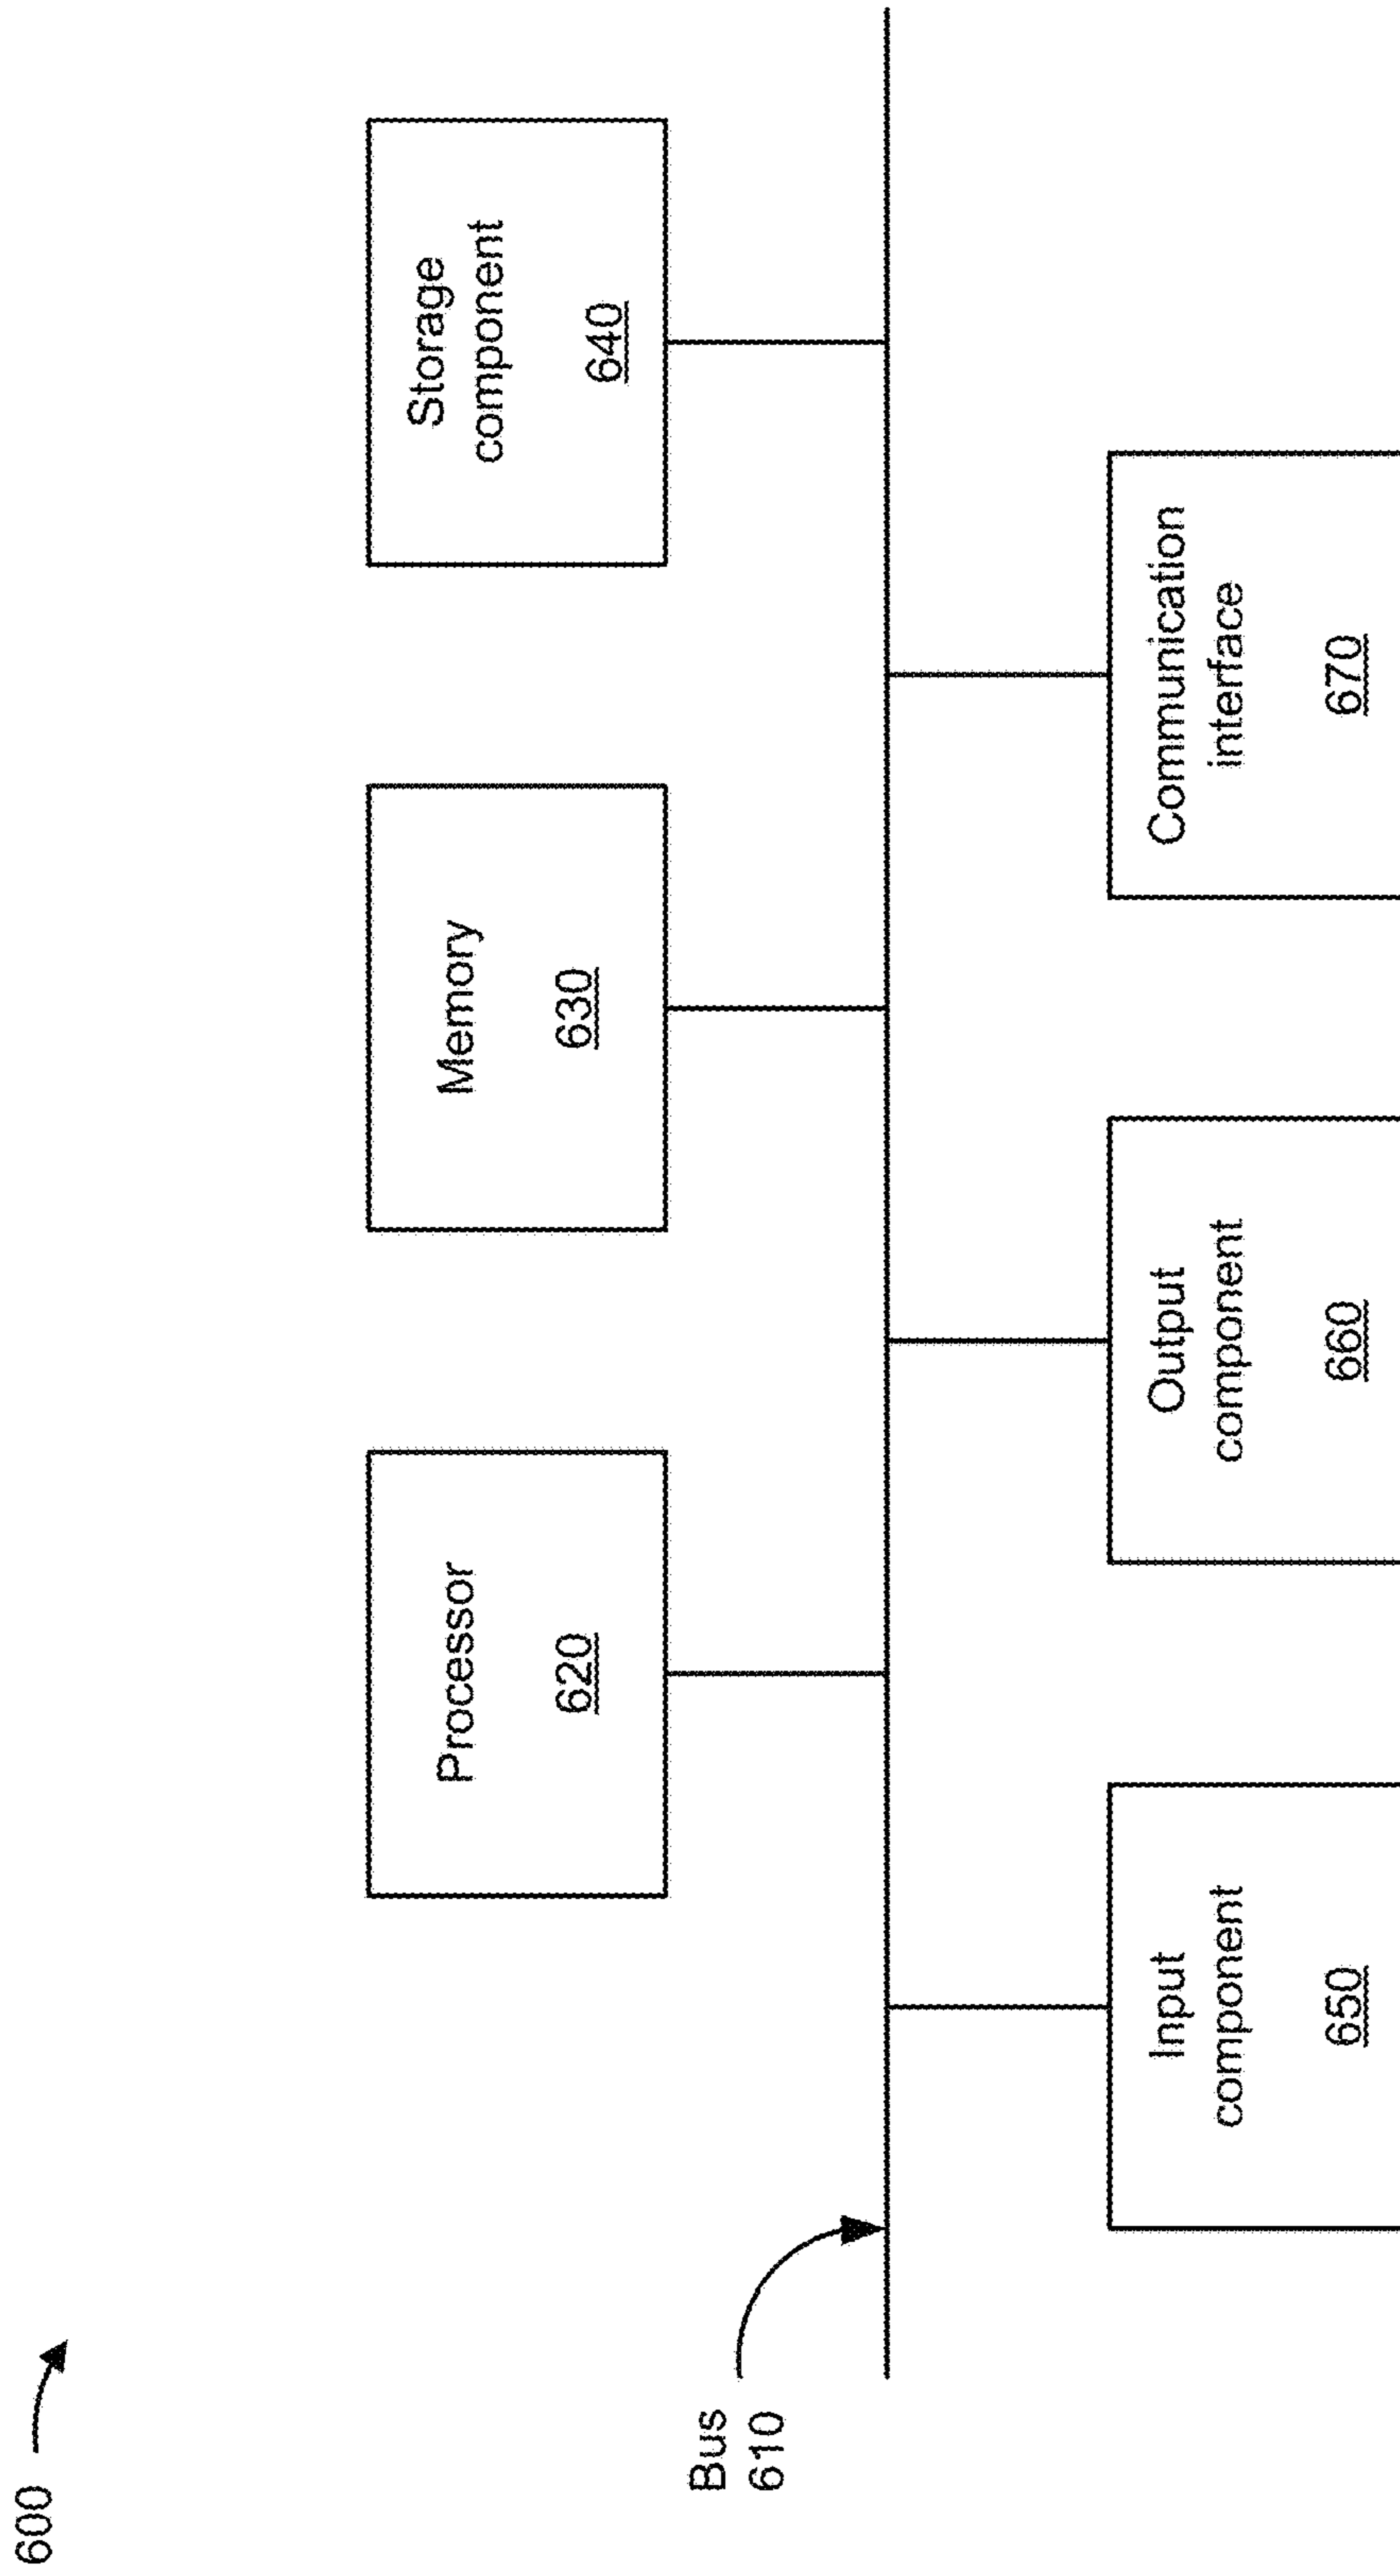 600
Processor
620
Memory
630
Storage
component
640
Bus
610
Input
component
650
Output
component
660
Communication
interface
670